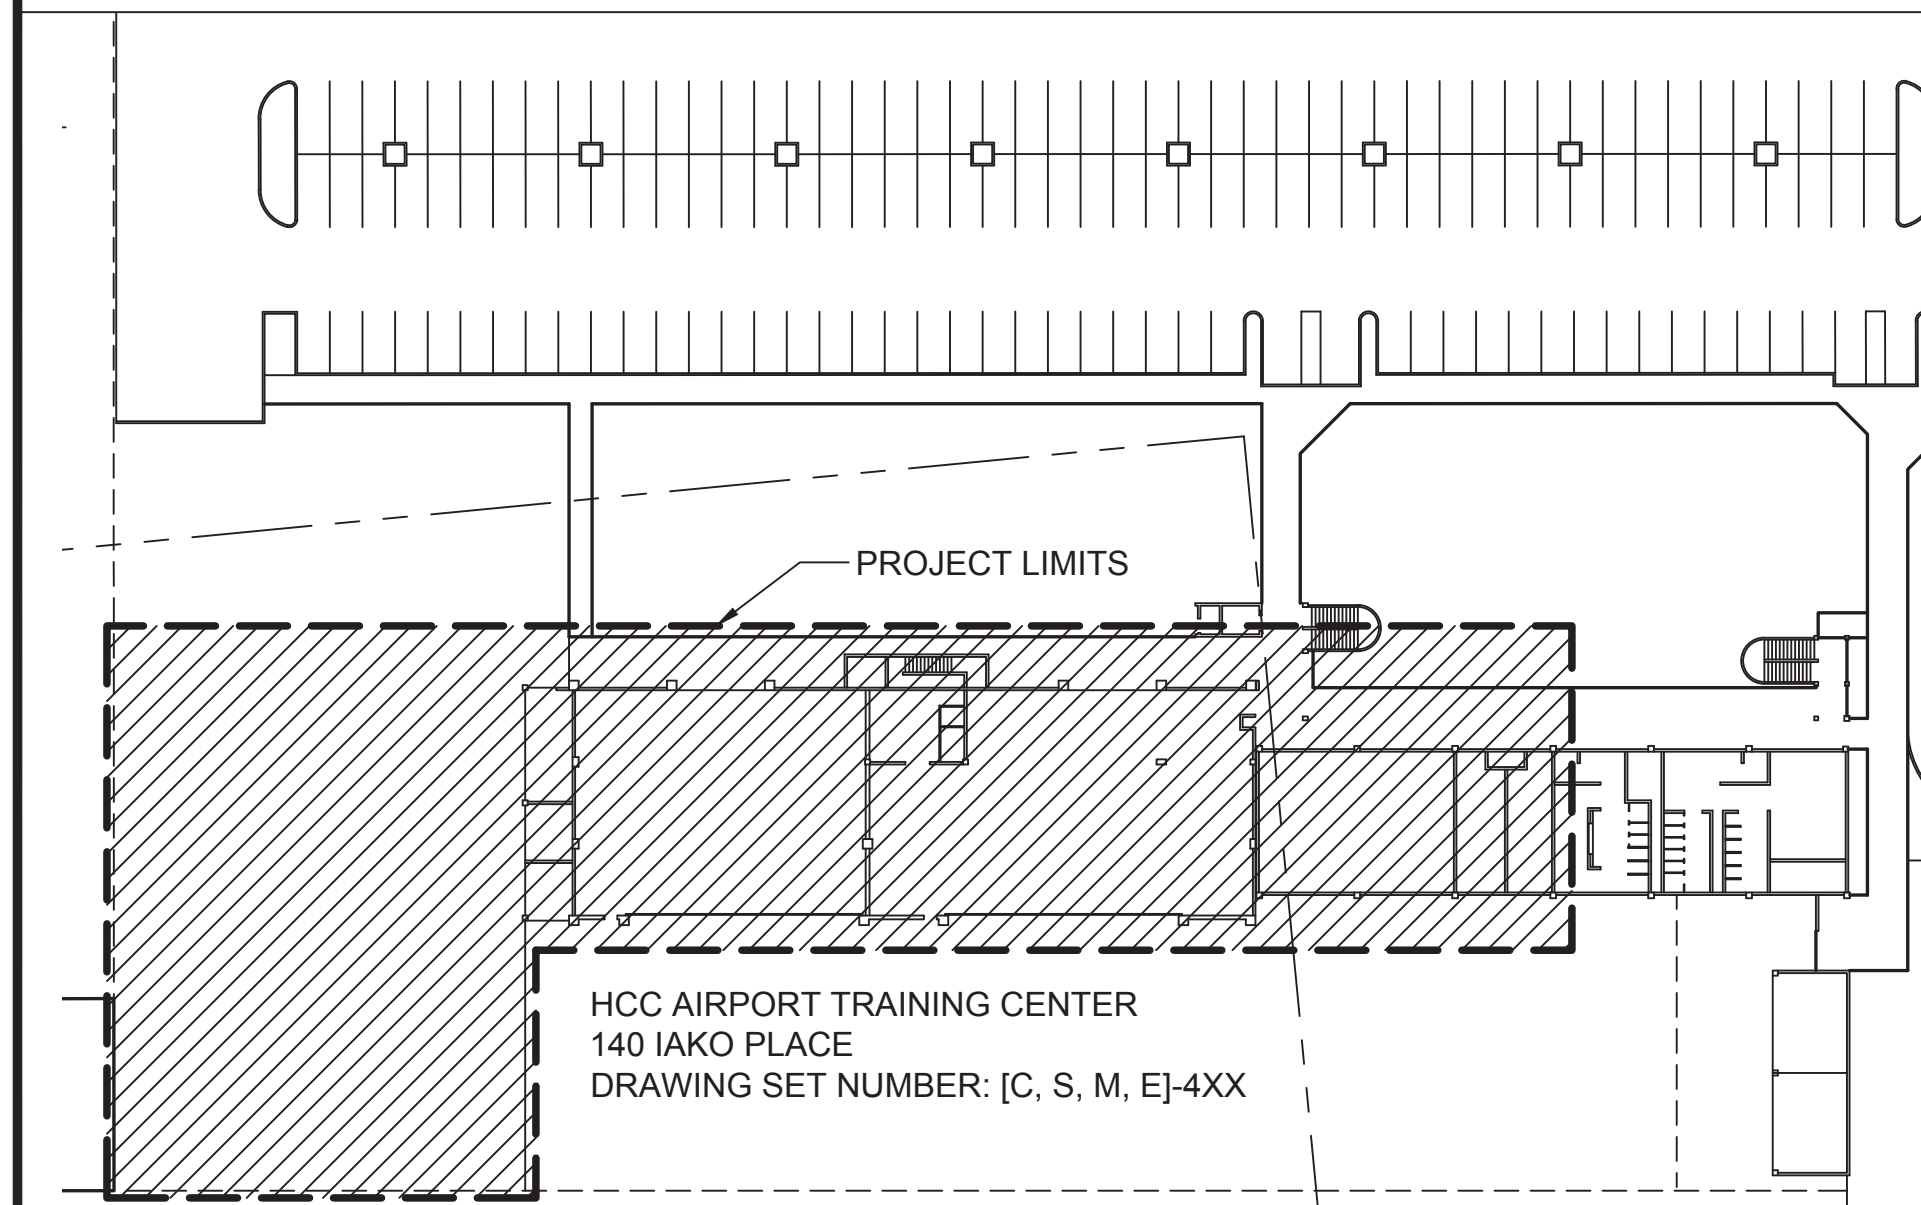 PROJECT LIMITS
HCC AIRPORT TRAINING CENTER
140 IAKO PLACE
DRAWING SET NUMBER: [C, S, M, E]-4XX